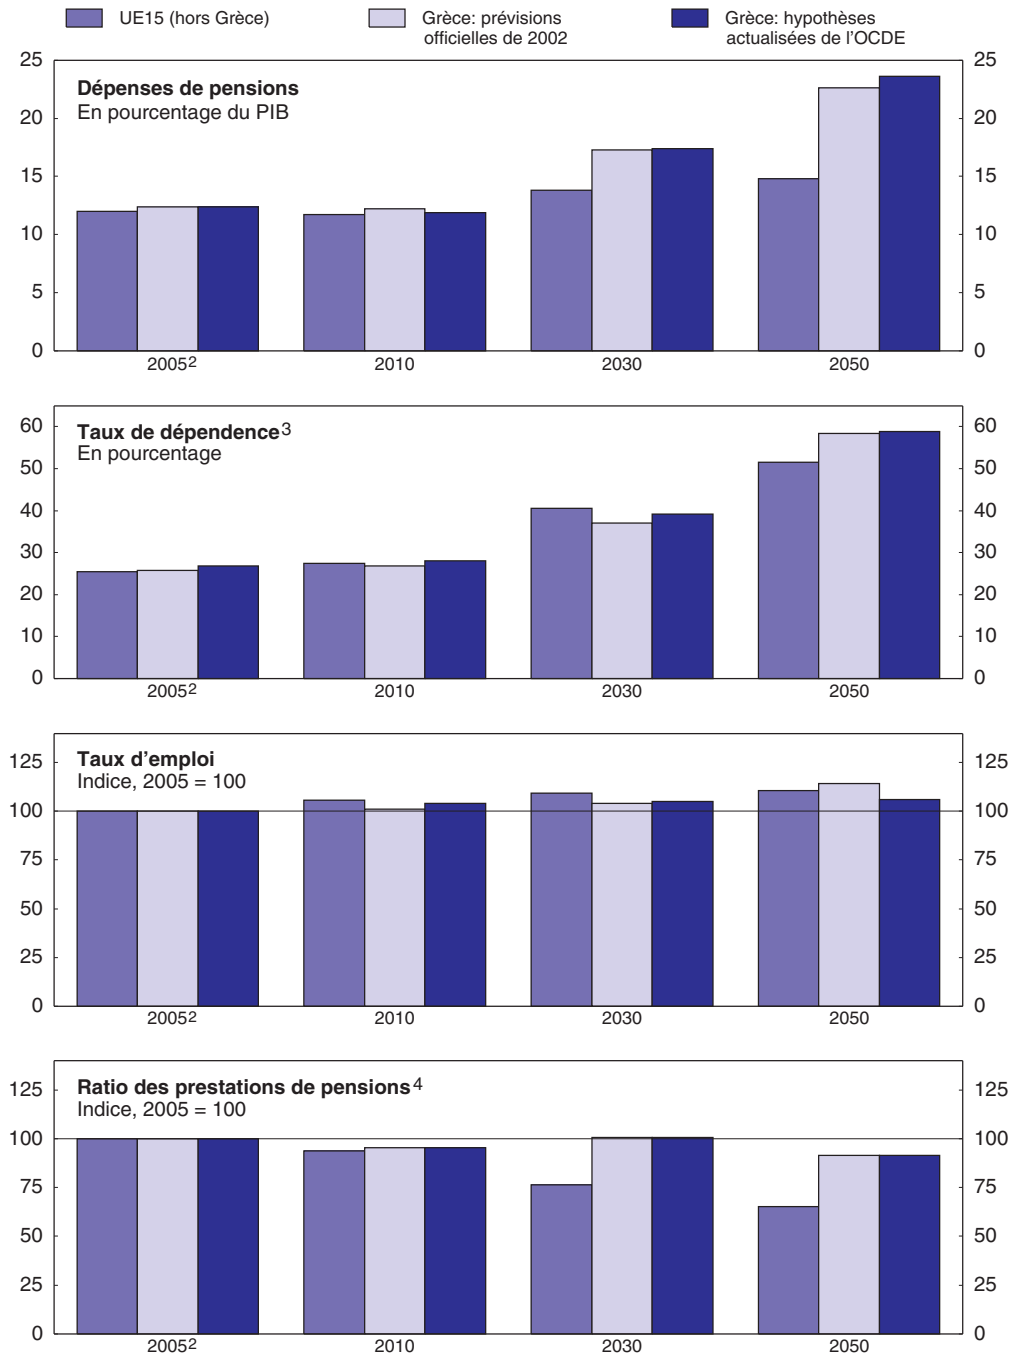 UE15 (hors Grèce)
Grèce: prévisions
officielles de 2002
Grèce: hypothèses
actualisées de l'OCDE
Dépenses de pensions
En pourcentage du PIB
25 25
20 20
15 15
10 10
5 5
0 0
2005² 2010 2030 2050
Taux de dépendence³
En pourcentage
60 60
50 50
40 40
30 30
20 20
10 10
0 0
2005² 2010 2030 2050
Taux d'emploi
Indice, 2005 = 100
125 125
100 100
75 75
50 50
25 25
0 0
2005² 2010 2030 2050
Ratio des prestations de pensions⁴
Indice, 2005 = 100
125 125
100 100
75 75
50 50
25 25
0 0
2005² 2010 2030 2050